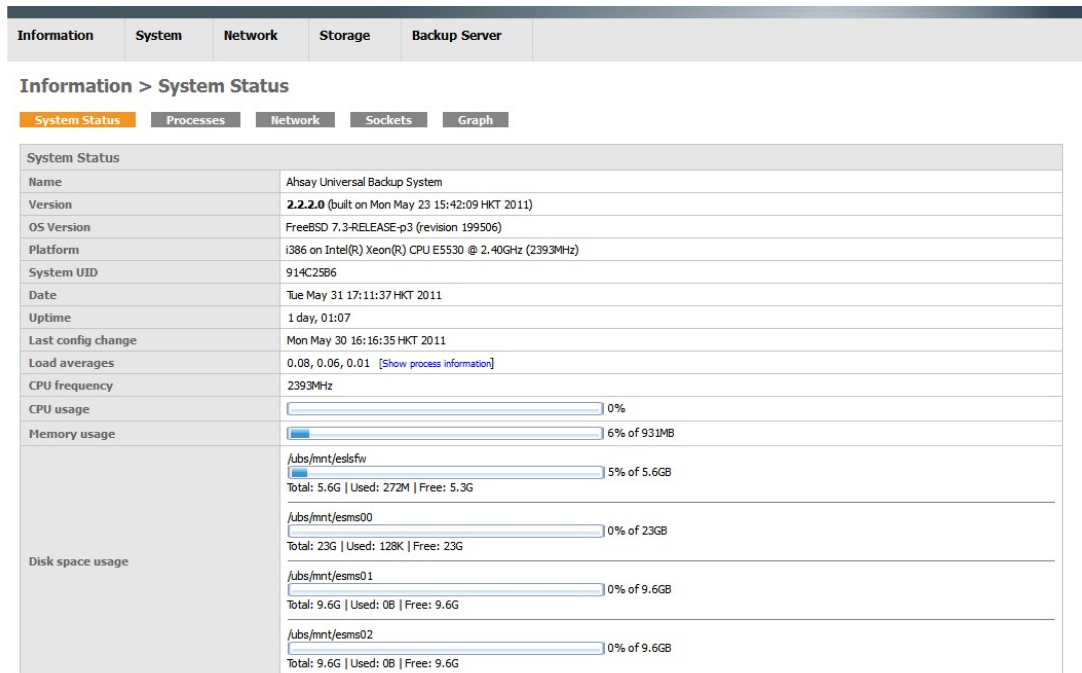 Information System Network Storage Backup Server
Information > System Status
System Status Processes Network Sockets Graph
System Status
Name Ahsay Universal Backup System
Version 2.2.2.0 (built on Mon May 23 15:42:09 HKT 2011)
OS Version FreeBSD 7.3-RELEASE-p3 (revision 199506)
Platform i386 on Intel(R) Xeon(R) CPU E5530 @ 2.40GHz (2393MHz)
System UID 914C25B6
Date Tue May 31 17:11:37 HKT 2011
Uptime 1 day, 01:07
Last config change Mon May 30 16:16:35 HKT 2011
Load averages 0.08, 0.06, 0.01 [Show process information]
CPU frequency 2393MHz
CPU usage 0%
Memory usage 6% of 931MB
Disk space usage
/ubs/mnt/eslsfw
5% of 5.6GB
Total: 5.6G | Used: 272M | Free: 5.3G
/ubs/mnt/esms00
0% of 23GB
Total: 23G | Used: 128K | Free: 23G
/ubs/mnt/esms01
0% of 9.6GB
Total: 9.6G | Used: 0B | Free: 9.6G
/ubs/mnt/esms02
0% of 9.6GB
Total: 9.6G | Used: 0B | Free: 9.6G